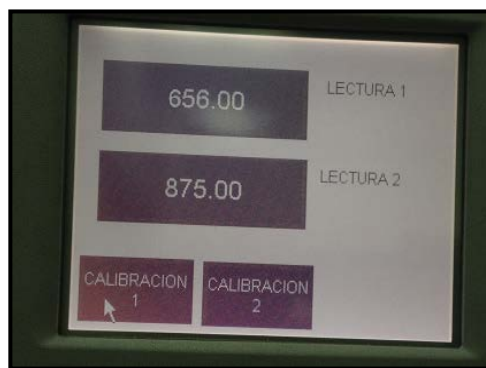 656.00 LECTURA 1
875.00 LECTURA 2
CALIBRACION
1
CALIBRACION
2